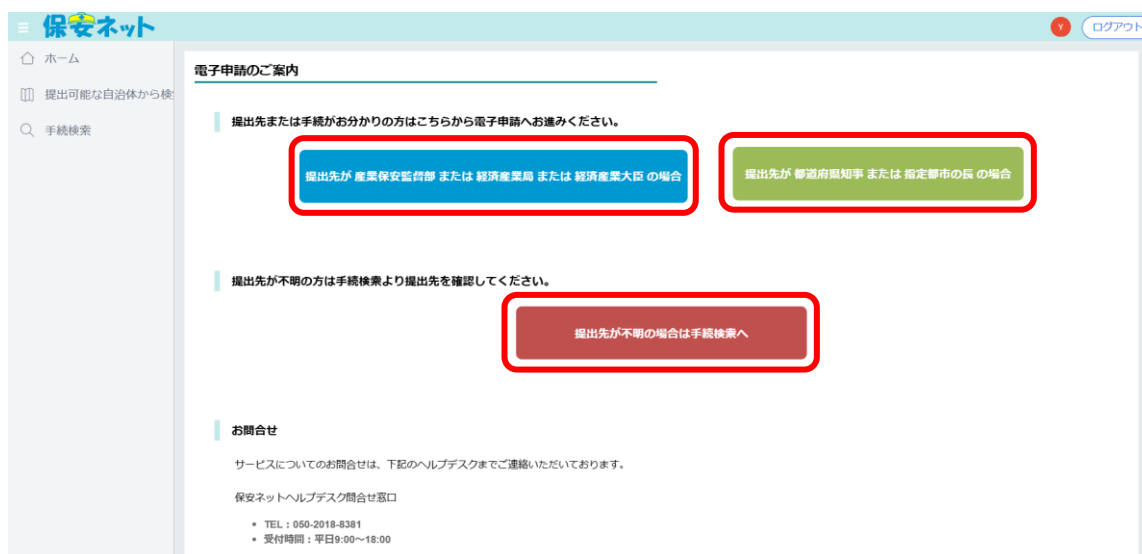 保安ネット
Y
ログアウト
ホーム
提出可能な自治体から検
手続検索
電子申請のご案内
提出先または手続がお分かりの方はこちらから電子申請へお進みください。
提出先が 産業保安監督部 または 経済産業局 または 経済産業大臣 の場合
提出先が 都道府県知事 または 指定都市の長 の場合
提出先が不明の方は手続検索より提出先を確認してください。
提出先が不明の場合は手続検索へ
お問合せ
サービスについてのお問合せは、下記のヘルプデスクまでご連絡いただいております。
保安ネットヘルプデスク問合せ窓口
• TEL：050-2018-8381
• 受付時間：平日9:00～18:00